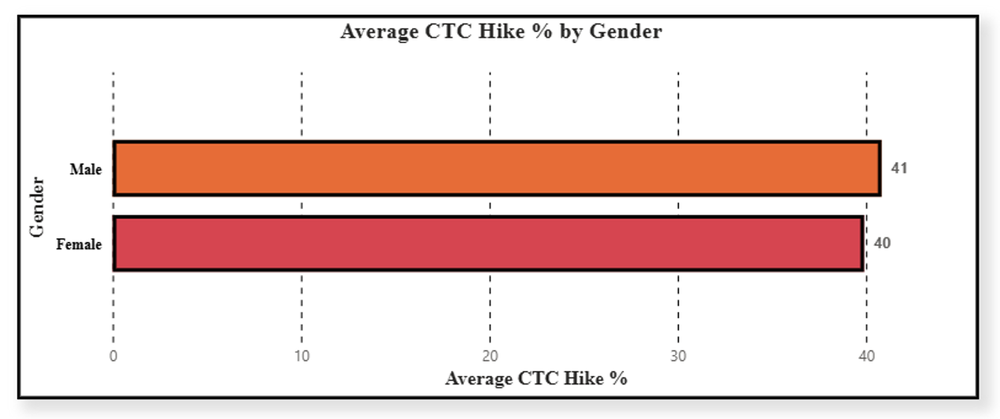 Average CTC Hike % by Gender
Gender
Male
41
Female
40
0 10 20 30 40
Average CTC Hike %